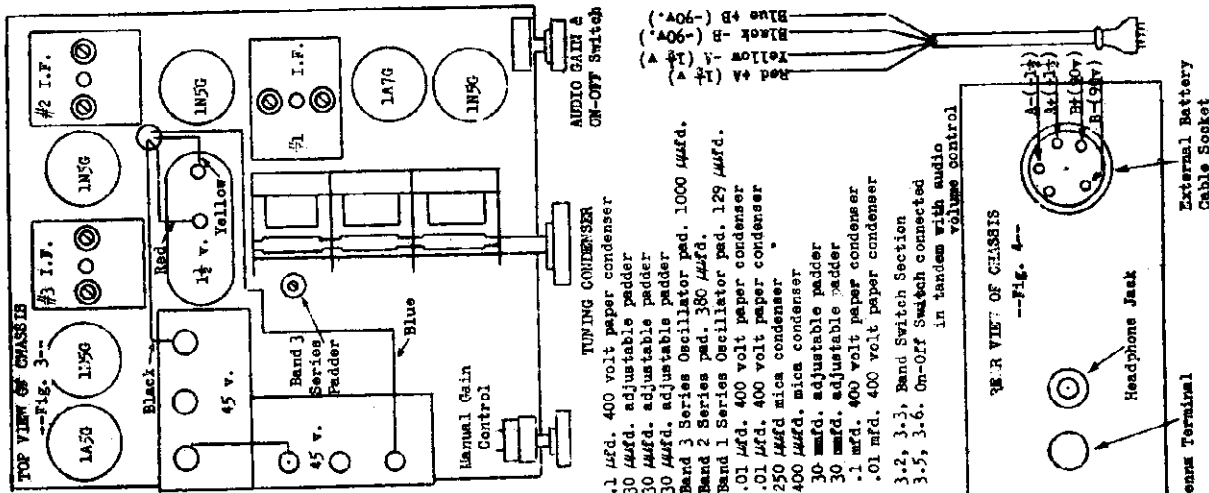 TOP VIEW OF CHASSIS
--Fig. 3--
1A5G
1N5G
#3 I.F.
1N5G
#2 I.F.
Black
Red
1½ v.
Yellow
1N5G
45 v.
Band 3
Series
Padder
#1 I.F.
45 v.
Blue
1A7G
1N5G
Manual Gain
Control
TUNING CONDENSER
AUDIO GAIN &
ON-OFF Switch
.1 µfd. 400 volt paper condenser
30 µµfd. adjustable padder
30 µµfd. adjustable padder
30 µµfd. adjustable padder
Band 3 Series Oscillator pad. 1000 µµfd.
Band 2 Series pad. 380 µµfd.
Band 1 Series Oscillator pad. 129 µµfd.
.01 µfd. 400 volt paper condenser
.01 µfd. 400 volt paper condenser
250 µµfd mica condenser
400 µµfd. mica condenser
30 mmfd. adjustable padder
30 mmfd. adjustable padder
.1 mfd. 400 volt paper condenser
.01 mfd. 400 volt paper condenser
3.2, 3.3, Band Switch Section
3.5, 3.6. On-Off Switch connected
in tandem with audio
volume control
Blue +B (-90v.)
Black -B (-90v.)
Yellow -A (1½ v)
Red +A (1½ v)
REAR VIEW OF CHASSIS
--Fig. 4--
A-(-1½)
A+(+1½)
B+(90v)
B-(90v)
enna Terminal
Headphone Jack
External Battery
Cable Socket